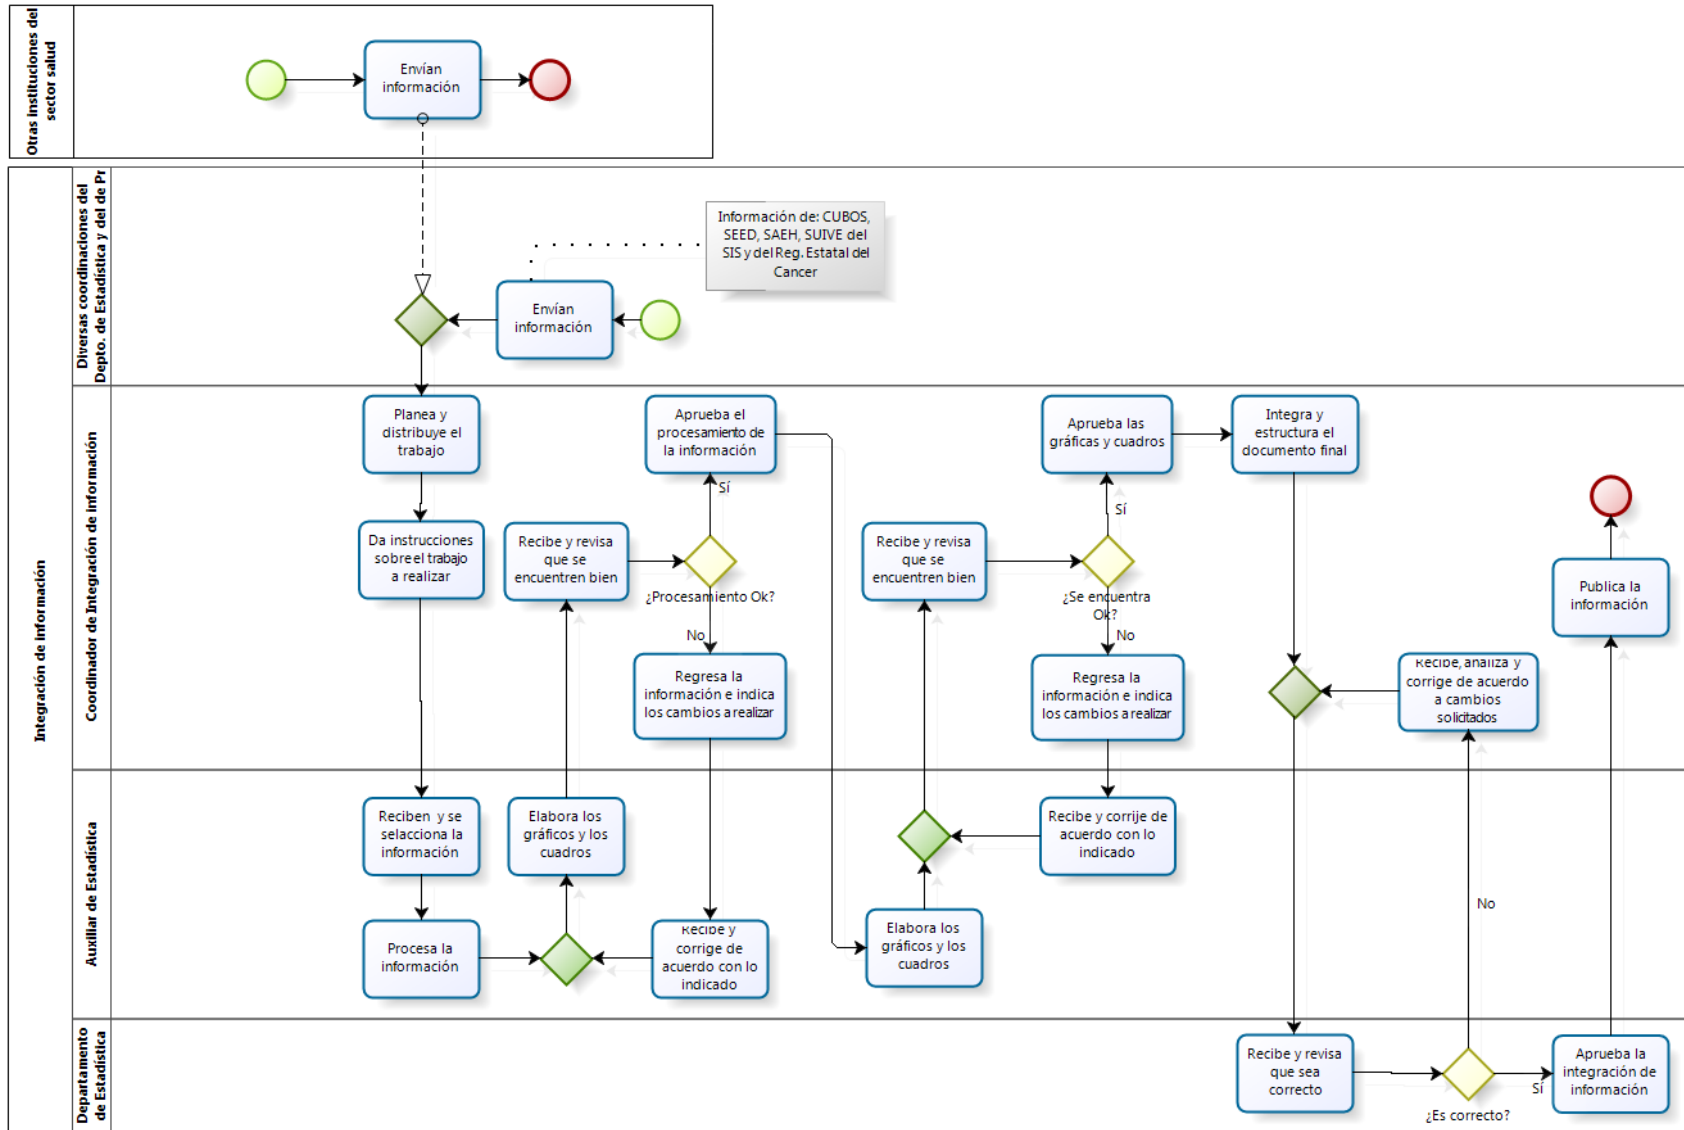 Otras instituciones del
sector salud
Envían
información
Integración de información
Diversas coordinaciones del
Depto. de Estadística y del de Pr
Información de: CUBOS,
SEED, SAEH, SUIVE del
SIS y del Reg. Estatal del
Cancer
Envían
información
Coordinador de Integración de información
Planea y
distribuye el
trabajo
Aprueba el
procesamiento de
la información
Aprueba las
gráficas y cuadros
Integra y
estructura el
documento final
Sí
Sí
Da instrucciones
sobre el trabajo
a realizar
Recibe y revisa
que se
encuentren bien
¿Procesamiento Ok?
No
Recibe y revisa
que se
encuentren bien
¿Se encuentra
Ok?
No
Publica la
información
Regresa la
información e indica
los cambios a realizar
Regresa la
información e indica
los cambios a realizar
Recibe, analiza y
corrige de acuerdo
a cambios
solicitados
Auxiliar de Estadística
Reciben y se
selacciona la
información
Elabora los
gráficos y los
cuadros
Recibe y corrije de
acuerdo con lo
indicado
Procesa la
información
Recibe y
corrige de
acuerdo con lo
indicado
Elabora los
gráficos y los
cuadros
No
Departamento
de Estadística
Recibe y revisa
que sea
correcto
¿Es correcto?
Sí
Aprueba la
integración de
información